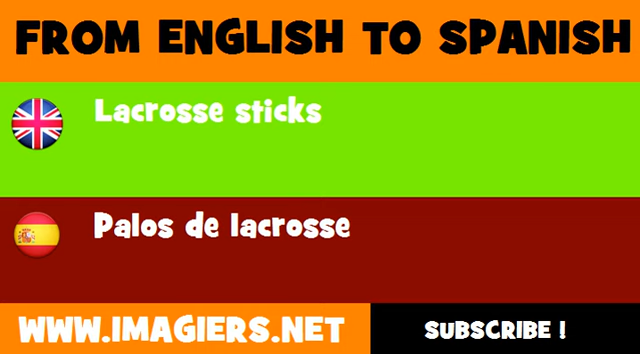 FROM ENGLISH TO SPANISH
Lacrosse sticks
Palos de lacrosse
WWW.IMAGIERS.NET
SUBSCRIBE !